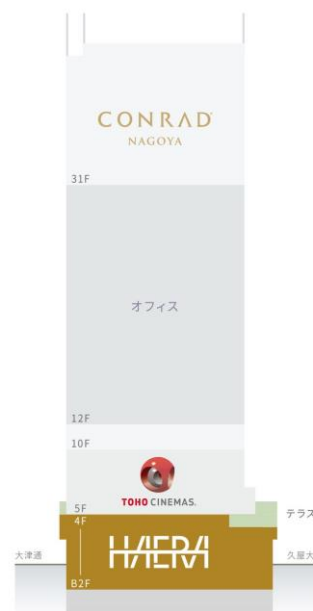 CONRAD
NAGOYA
31F
オフィス
12F
10F
TOHO CINEMAS.
5F
テラス
4F
HAERA
大津通
久屋大
B2F